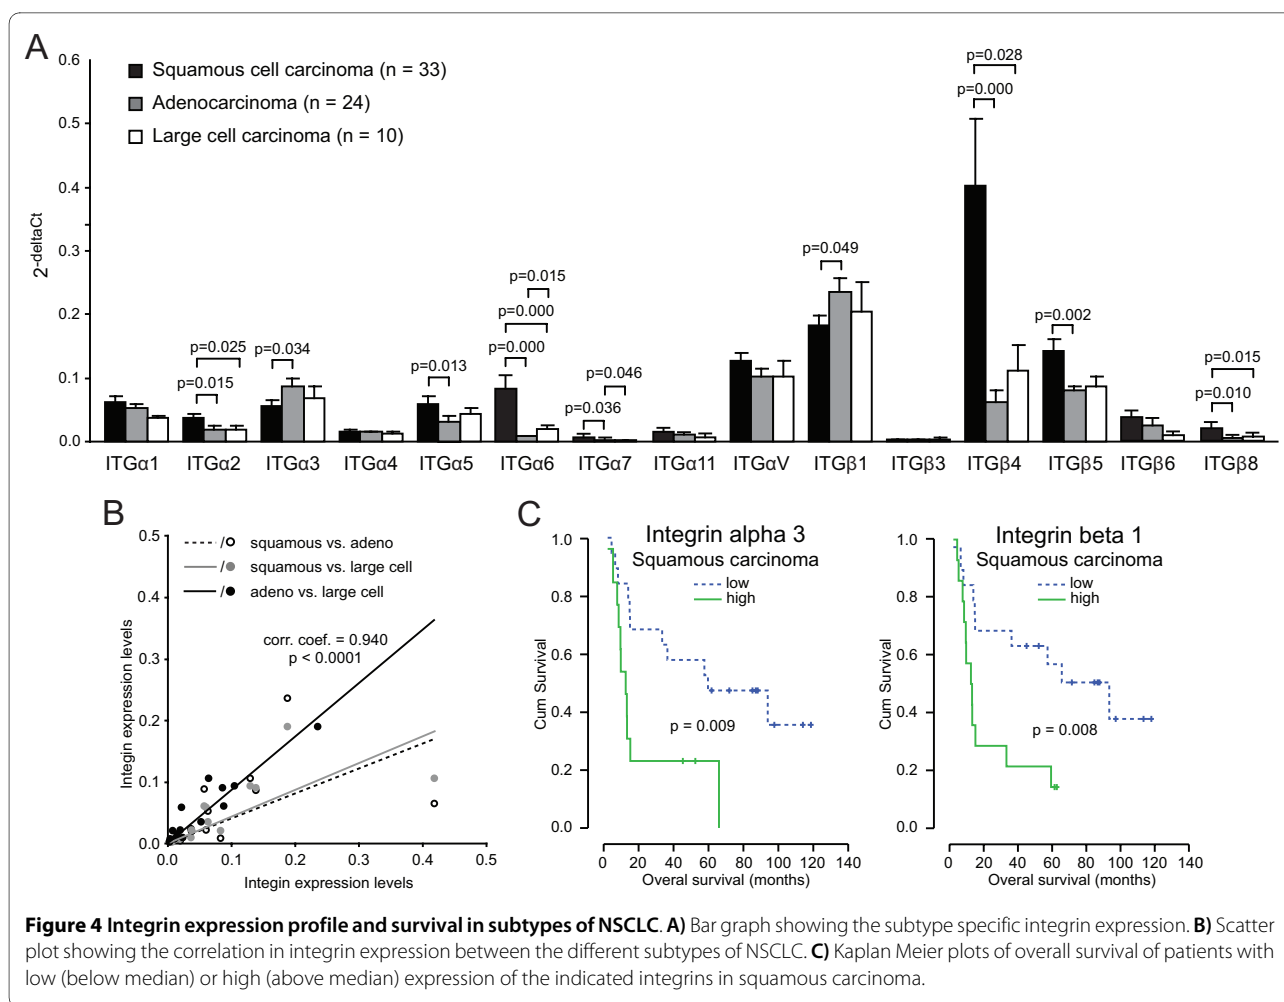 A
0.6
0.5
0.4
0.3
0.2
0.1
0.0
2-deltaCt
Squamous cell carcinoma (n = 33)
Adenocarcinoma (n = 24)
Large cell carcinoma (n = 10)
p=0.025
p=0.015
p=0.034
p=0.013
p=0.015
p=0.000
p=0.000
p=0.046
p=0.036
p=0.049
p=0.028
p=0.000
p=0.002
p=0.015
p=0.010
ITGα1 ITGα2 ITGα3 ITGα4 ITGα5 ITGα6 ITGα7 ITGα11 ITGαV ITGβ1 ITGβ3 ITGβ4 ITGβ5 ITGβ6 ITGβ8
B
0.5
0.4
0.3
0.2
0.1
0.0
Integrin expression levels
/ squamous vs. adeno
/ squamous vs. large cell
/ adeno vs. large cell
corr. coef. = 0.940
p < 0.0001
0.0 0.1 0.2 0.3 0.4 0.5
Integin expression levels
C
Integrin alpha 3
Squamous carcinoma
low
high
1.0
0.8
0.6
0.4
0.2
0.0
Cum Survival
p = 0.009
0 20 40 60 80 100 120 140
Overal survival (months)
Integrin beta 1
Squamous carcinoma
low
high
1.0
0.8
0.6
0.4
0.2
0.0
Cum Survival
p = 0.008
0 20 40 60 80 100 120 140
Overal survival (months)
Figure 4 Integrin expression profile and survival in subtypes of NSCLC. A) Bar graph showing the subtype specific integrin expression. B) Scatter
plot showing the correlation in integrin expression between the different subtypes of NSCLC. C) Kaplan Meier plots of overall survival of patients with
low (below median) or high (above median) expression of the indicated integrins in squamous carcinoma.